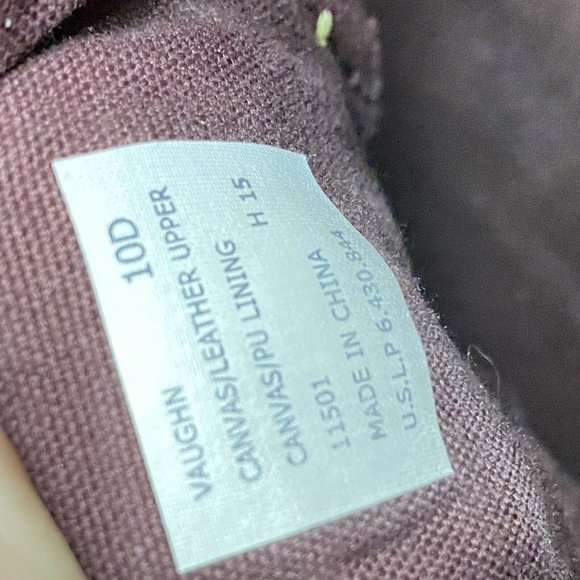 VAUGHN 10D
CANVAS/LEATHER UPPER
CANVAS/PU LINING
H 15
11501
MADE IN CHINA
U.S.L.P 6.430.844